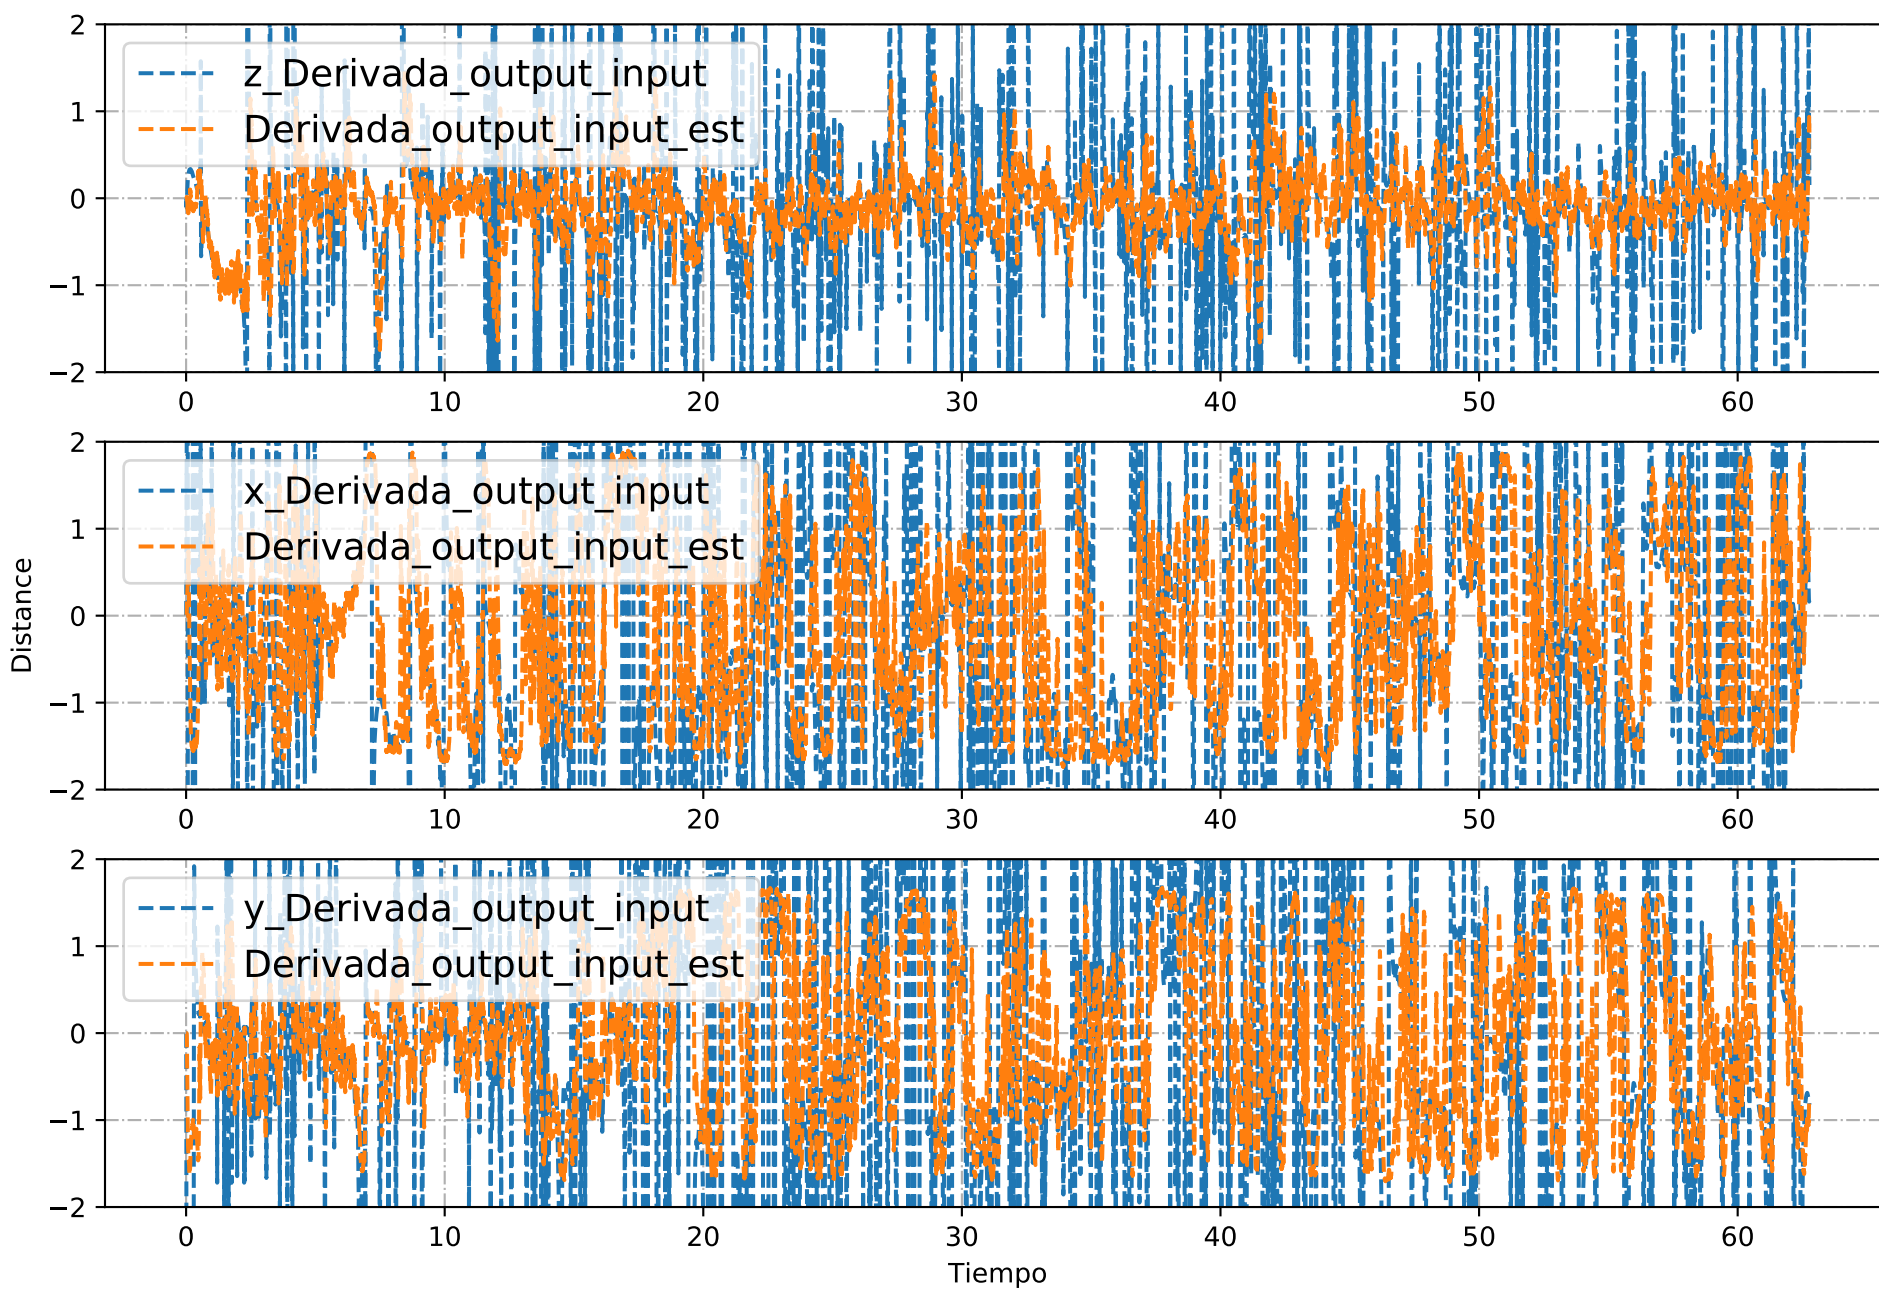 2
1
0
−1
−2
z_Derivada_output_input
Derivada_output_input_est
0 10 20 30 40 50 60
Distance
2
1
0
−1
−2
x_Derivada_output_input
Derivada_output_input_est
0 10 20 30 40 50 60
2
1
0
−1
−2
y_Derivada_output_input
Derivada_output_input_est
0 10 20 30 40 50 60
Tiempo